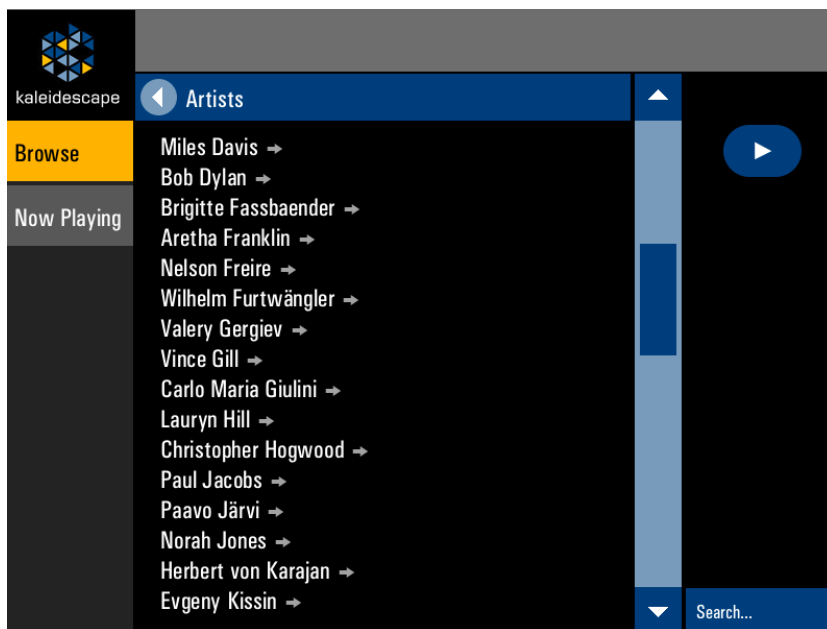 kaleidescape
Artists
Browse
Now Playing
Miles Davis
Bob Dylan
Brigitte Fassbaender
Aretha Franklin
Nelson Freire
Wilhelm Furtwängler
Valery Gergiev
Vince Gill
Carlo Maria Giulini
Lauryn Hill
Christopher Hogwood
Paul Jacobs
Paavo Järvi
Norah Jones
Herbert von Karajan
Evgeny Kissin
Search...